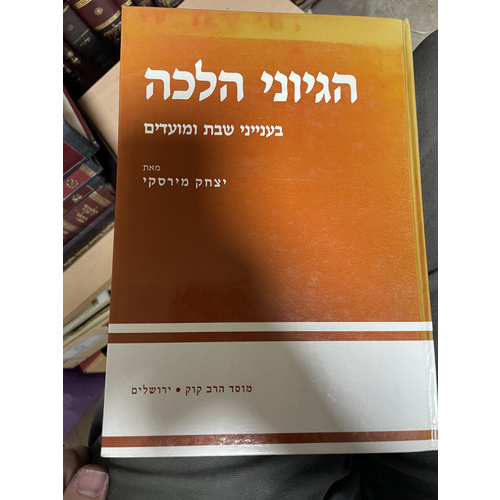 הגיוני הלכה
בענייני שבת ומועדים
מאת
יצחק מירסקי
מוסד הרב קוק • ירושלים